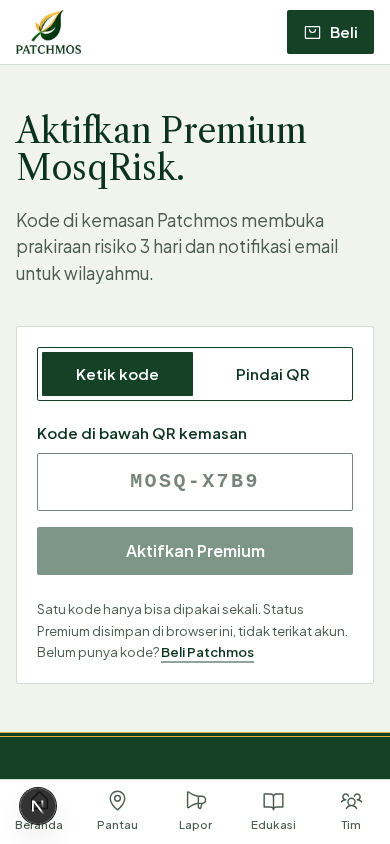 PATCHMOS
Beli
Aktifkan Premium
MosqRisk.
Kode di kemasan Patchmos membuka
prakiraan risiko 3 hari dan notifikasi email
untuk wilayahmu.
Ketik kode
Pindai QR
Kode di bawah QR kemasan
MOSQ-X7B9
Aktifkan Premium
Satu kode hanya bisa dipakai sekali. Status
Premium disimpan di browser ini, tidak terikat akun.
Belum punya kode? Beli Patchmos
N
Beranda
Pantau
Lapor
Edukasi
Tim